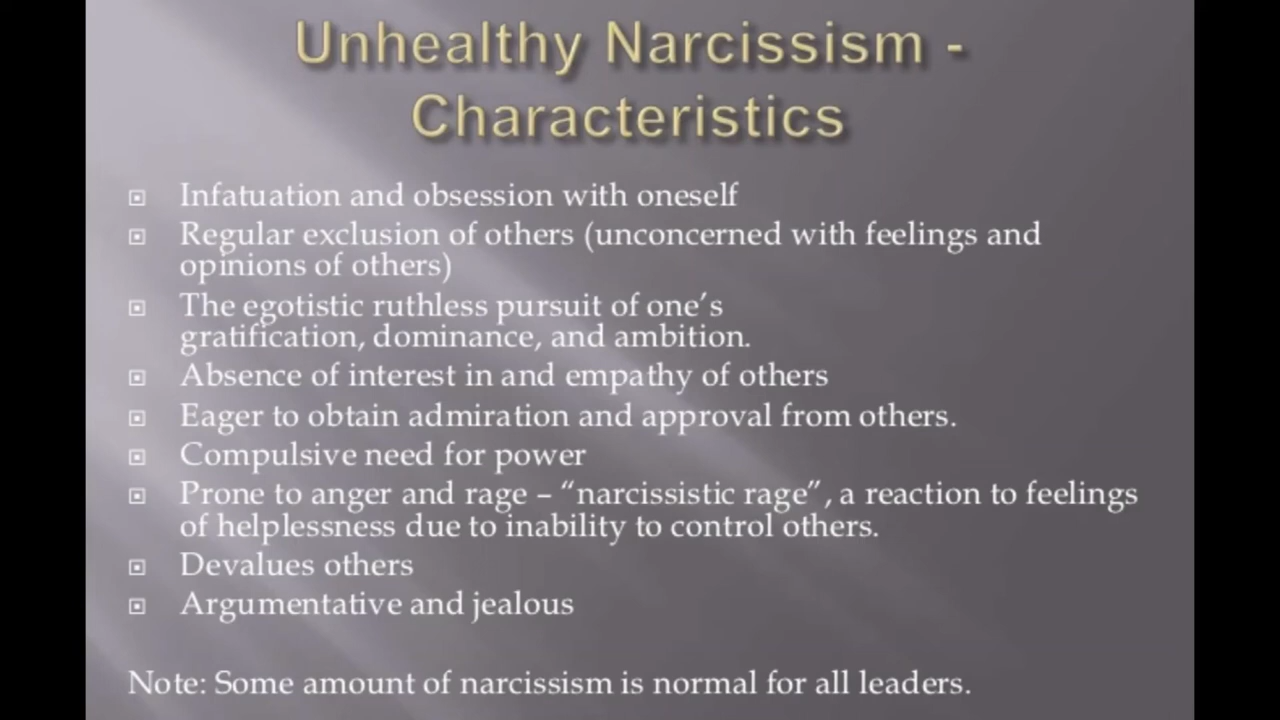 Unhealthy Narcissism -
Characteristics
Infatuation and obsession with oneself
Regular exclusion of others (unconcerned with feelings and
opinions of others)
The egotistic ruthless pursuit of one’s
gratification, dominance, and ambition.
Absence of interest in and empathy of others
Eager to obtain admiration and approval from others.
Compulsive need for power
Prone to anger and rage – “narcissistic rage”, a reaction to feelings
of helplessness due to inability to control others.
Devalues others
Argumentative and jealous
Note: Some amount of narcissism is normal for all leaders.